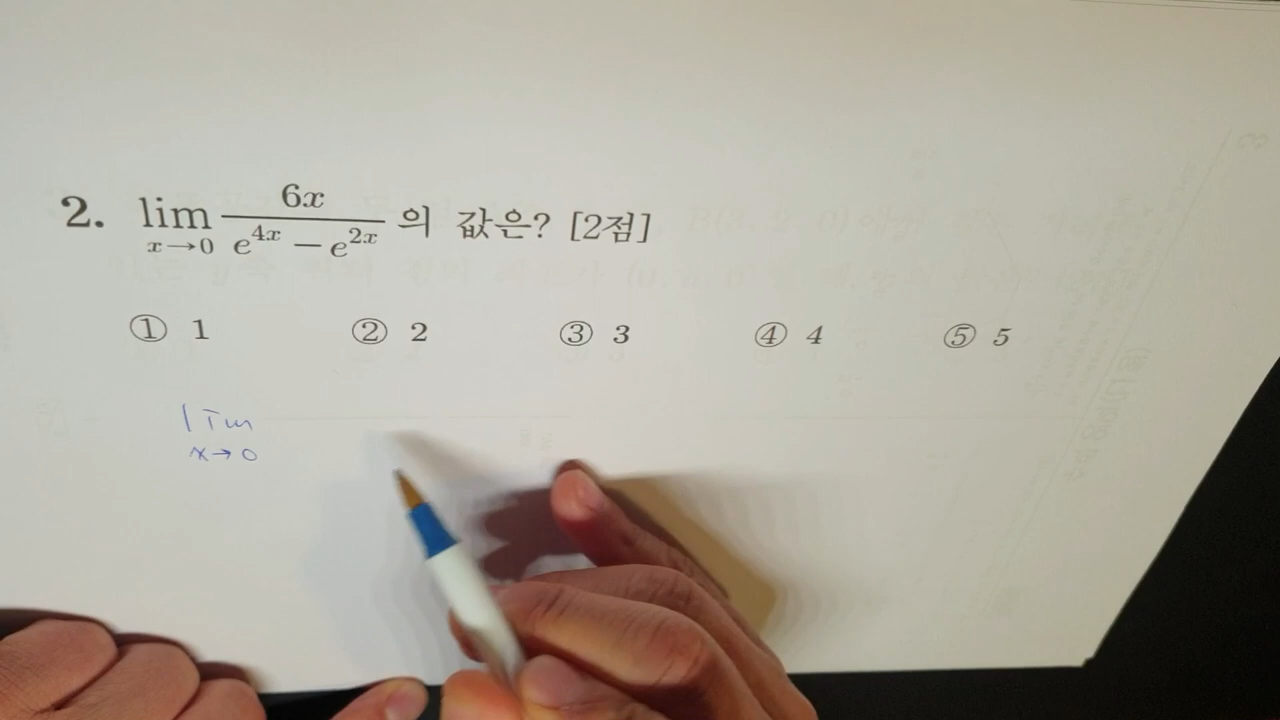 2. lim x→0 6x / e^4x − e^2x 의 값은? [2점]
① 1 ② 2 ③ 3 ④ 4 ⑤ 5
lim
x→0